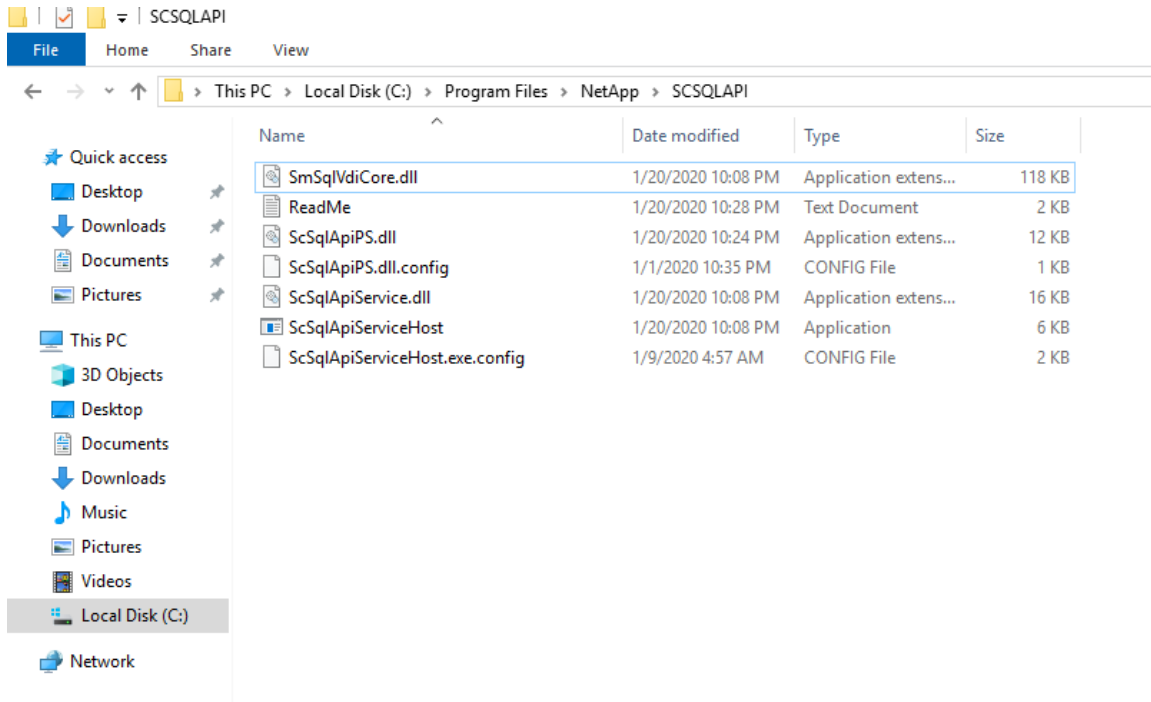 SCSQLAPI
File Home Share View
This PC > Local Disk (C:) > Program Files > NetApp > SCSQLAPI
Name Date modified Type Size
Quick access
Desktop
Downloads
Documents
Pictures
This PC
3D Objects
Desktop
Documents
Downloads
Music
Pictures
Videos
Local Disk (C:)
Network
SmSqlVdiCore.dll 1/20/2020 10:08 PM Application extens... 118 KB
ReadMe 1/20/2020 10:28 PM Text Document 2 KB
ScSqlApiPS.dll 1/20/2020 10:24 PM Application extens... 12 KB
ScSqlApiPS.dll.config 1/1/2020 10:35 PM CONFIG File 1 KB
ScSqlApiService.dll 1/20/2020 10:08 PM Application extens... 16 KB
ScSqlApiServiceHost 1/20/2020 10:08 PM Application 6 KB
ScSqlApiServiceHost.exe.config 1/9/2020 4:57 AM CONFIG File 2 KB